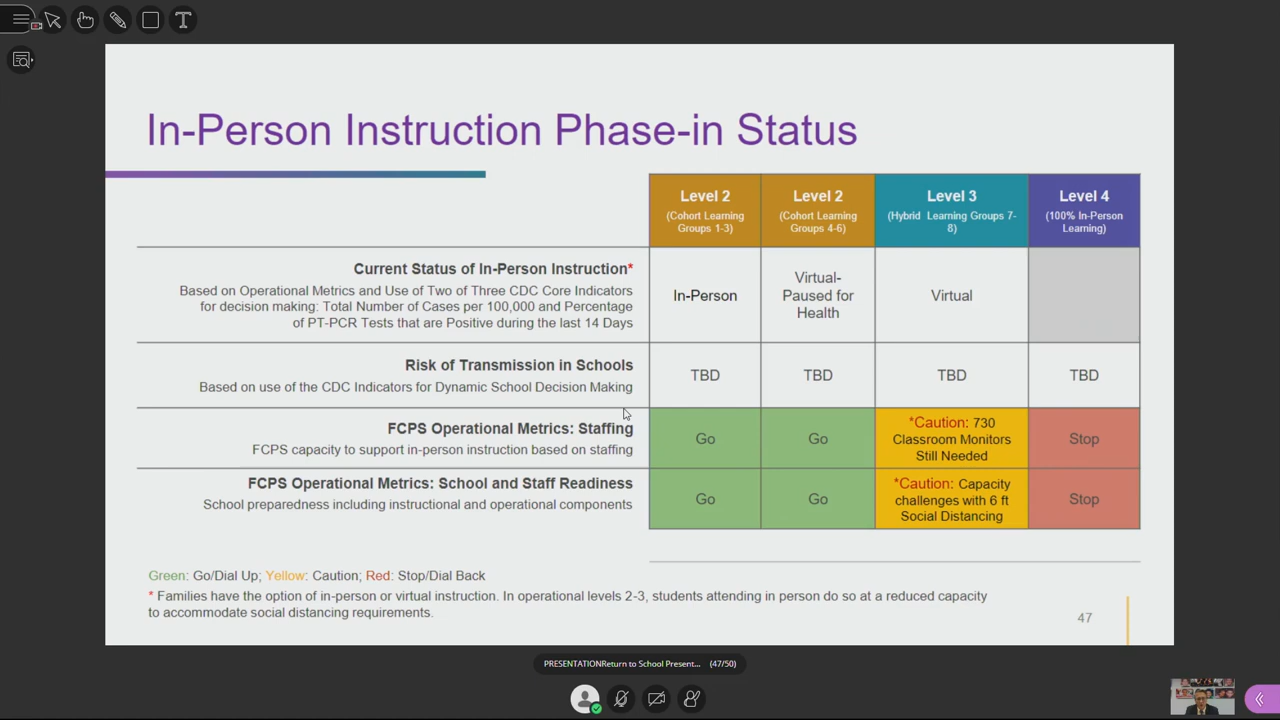 In-Person Instruction Phase-in Status
Level 2
(Cohort Learning
Groups 1-3)
Level 2
(Cohort Learning
Groups 4-6)
Level 3
(Hybrid Learning Groups 7-
8)
Level 4
(100% In-Person
Learning)
Current Status of In-Person Instruction*
Based on Operational Metrics and Use of Two of Three CDC Core Indicators
for decision making: Total Number of Cases per 100,000 and Percentage
of PT-PCR Tests that are Positive during the last 14 Days
In-Person
Virtual-
Paused for
Health
Virtual
Risk of Transmission in Schools
Based on use of the CDC Indicators for Dynamic School Decision Making
TBD
TBD
TBD
TBD
FCPS Operational Metrics: Staffing
FCPS capacity to support in-person instruction based on staffing
Go
Go
*Caution: 730
Classroom Monitors
Still Needed
Stop
FCPS Operational Metrics: School and Staff Readiness
School preparedness including instructional and operational components
Go
Go
*Caution: Capacity
challenges with 6 ft
Social Distancing
Stop
Green: Go/Dial Up; Yellow: Caution; Red: Stop/Dial Back
* Families have the option of in-person or virtual instruction. In operational levels 2-3, students attending in person do so at a reduced capacity
to accommodate social distancing requirements.
47
PRESENTATIONReturn to School Present... (47/50)